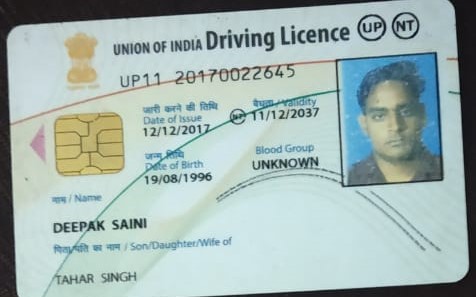 UNION OF INDIA Driving Licence UP NT
UP11 20170022645
जारी करने की तिथि
Date of Issue
12/12/2017
NT वैधता/Validity
11/12/2037
जन्म तिथि
Date of Birth
19/08/1996
Blood Group
UNKNOWN
नाम / Name
DEEPAK SAINI
पिता/पति का नाम / Son/Daughter/Wife of
TAHAR SINGH